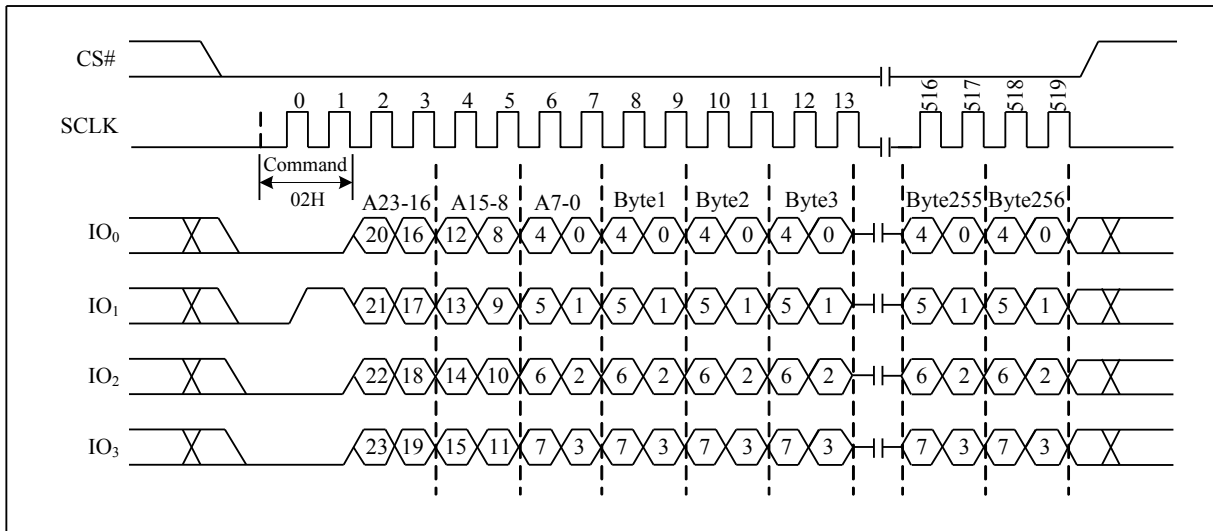 CS#
0 1 2 3 4 5 6 7 8 9 10 11 12 13 516 517 518 519
SCLK
Command
02H
A23-16 A15-8 A7-0 Byte1 Byte2 Byte3 Byte255 Byte256
IO0 20 16 12 8 4 0 4 0 4 0 4 0 4 0 4 0
IO1 21 17 13 9 5 1 5 1 5 1 5 1 5 1 5 1
IO2 22 18 14 10 6 2 6 2 6 2 6 2 6 2 6 2
IO3 23 19 15 11 7 3 7 3 7 3 7 3 7 3 7 3